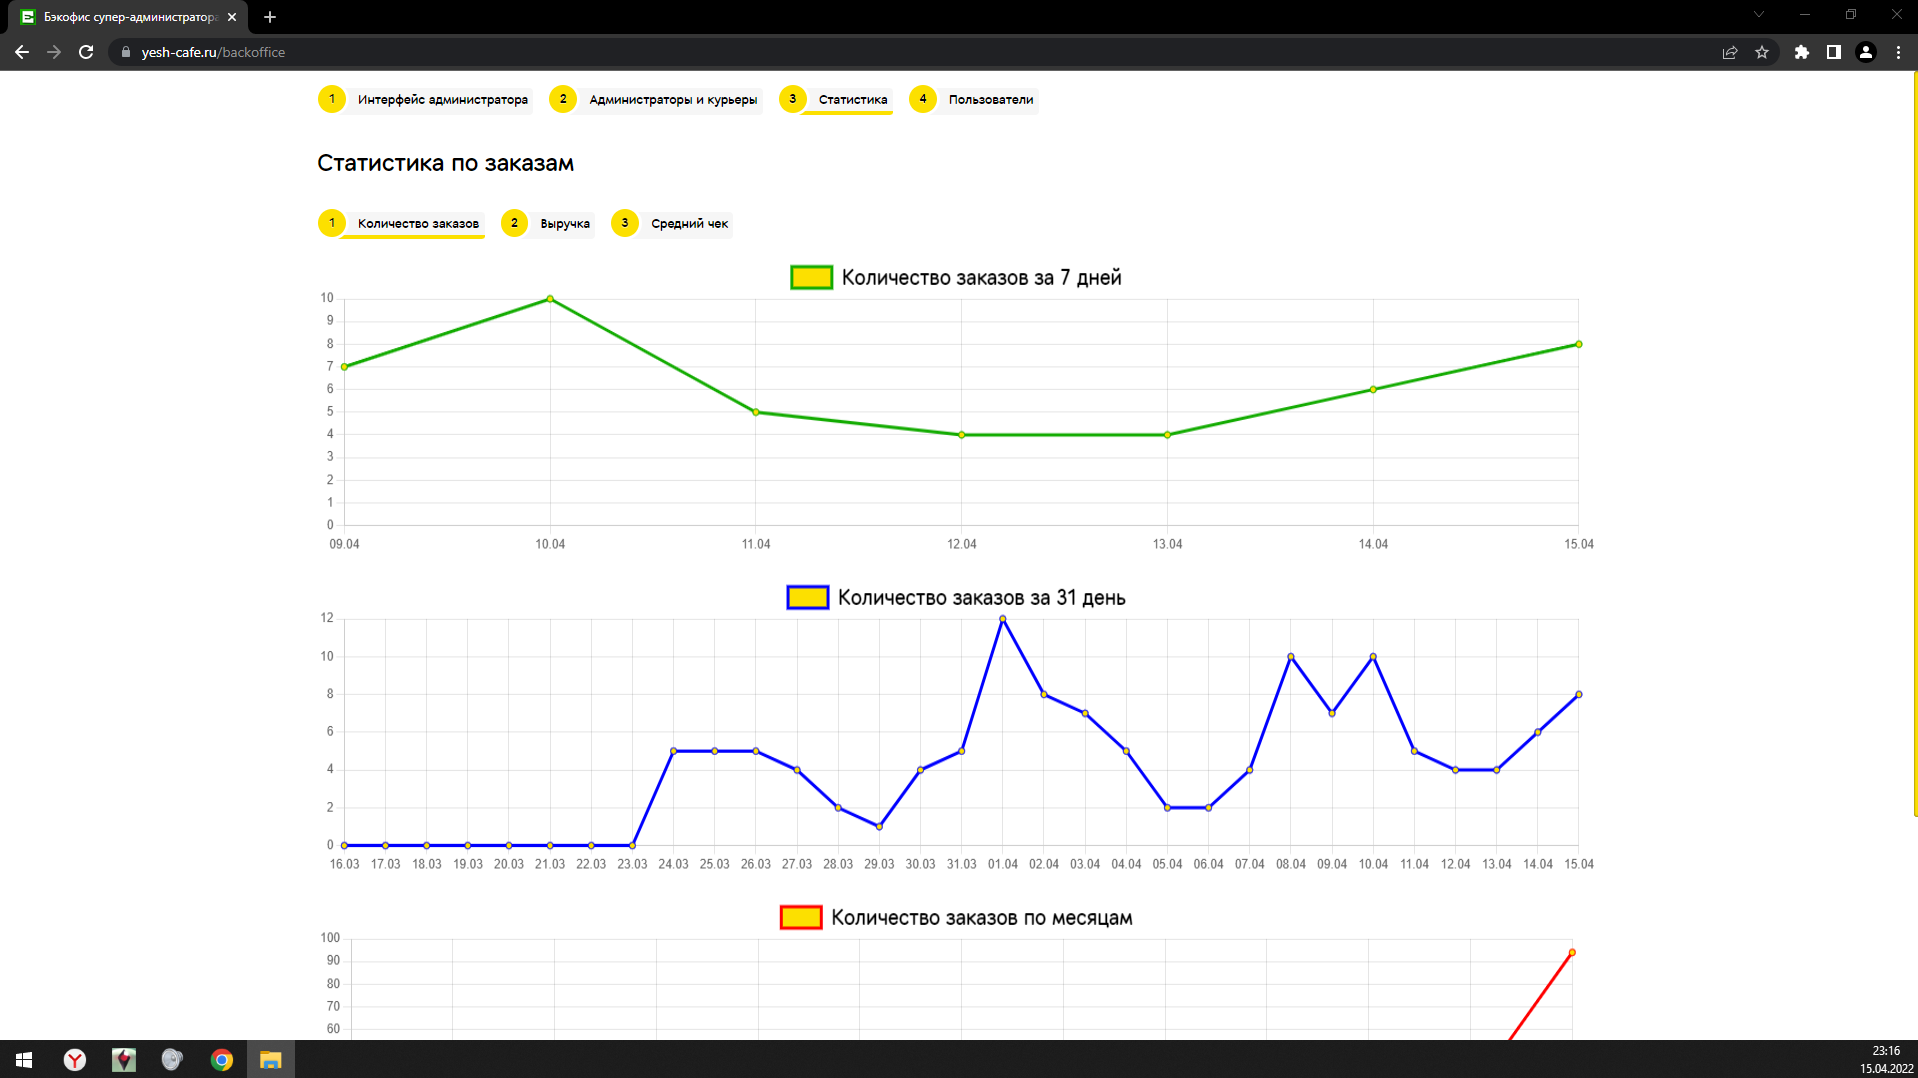 Бэкофис супер-администратора
yesh-cafe.ru/backoffice
1 Интерфейс администратора 2 Администраторы и курьеры 3 Статистика 4 Пользователи
Статистика по заказам
1 Количество заказов 2 Выручка 3 Средний чек
Количество заказов за 7 дней
10
9
8
7
6
5
4
3
2
1
0
09.04 10.04 11.04 12.04 13.04 14.04 15.04
Количество заказов за 31 день
12
10
8
6
4
2
0
16.03 17.03 18.03 19.03 20.03 21.03 22.03 23.03 24.03 25.03 26.03 27.03 28.03 29.03 30.03 31.03 01.04 02.04 03.04 04.04 05.04 06.04 07.04 08.04 09.04 10.04 11.04 12.04 13.04 14.04 15.04
Количество заказов по месяцам
100
90
80
70
60
23:16
15.04.2022